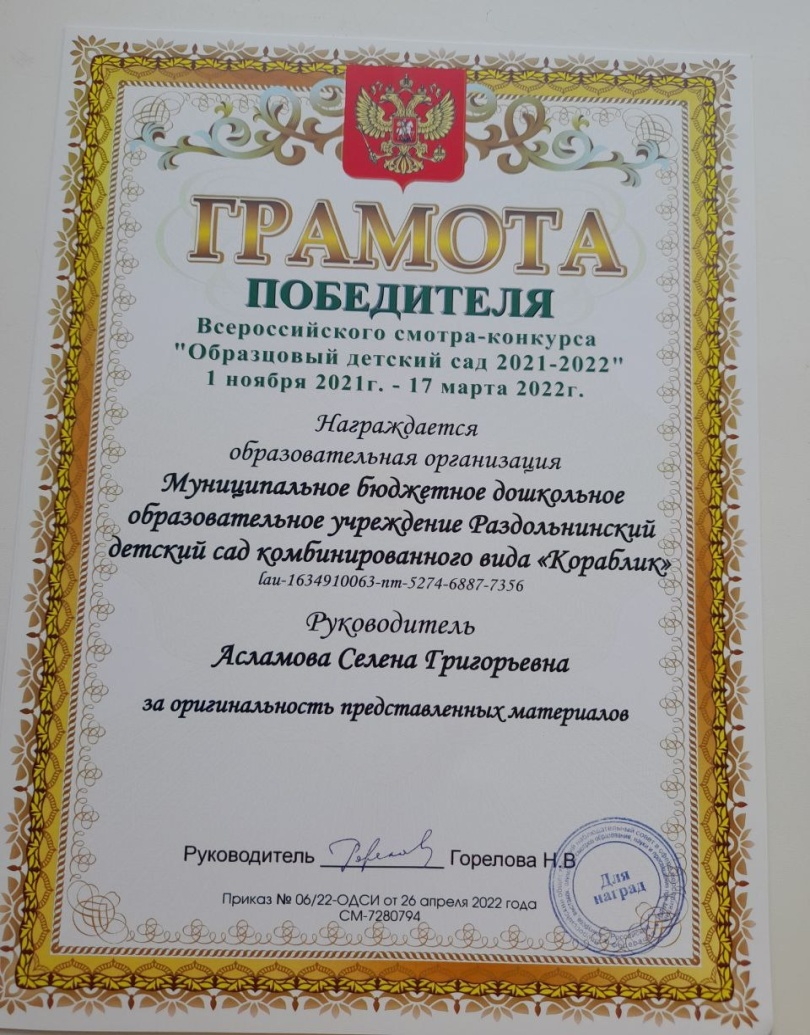 ГРАМОТА
ПОБЕДИТЕЛЯ
Всероссийского смотра-конкурса
"Образцовый детский сад 2021-2022"
1 ноября 2021г. - 17 марта 2022г.
Награждается
образовательная организация
Муниципальное бюджетное дошкольное
образовательное учреждение Раздольнинский
детский сад комбинированного вида «Кораблик»
lau-1634910063-nm-5274-6887-7356
Руководитель
Асламова Селена Григорьевна
за оригинальность представленных материалов
Руководитель Горелова Н.В
Для
наград
Приказ № 06/22-ОДСИ от 26 апреля 2022 года
СМ-7280794